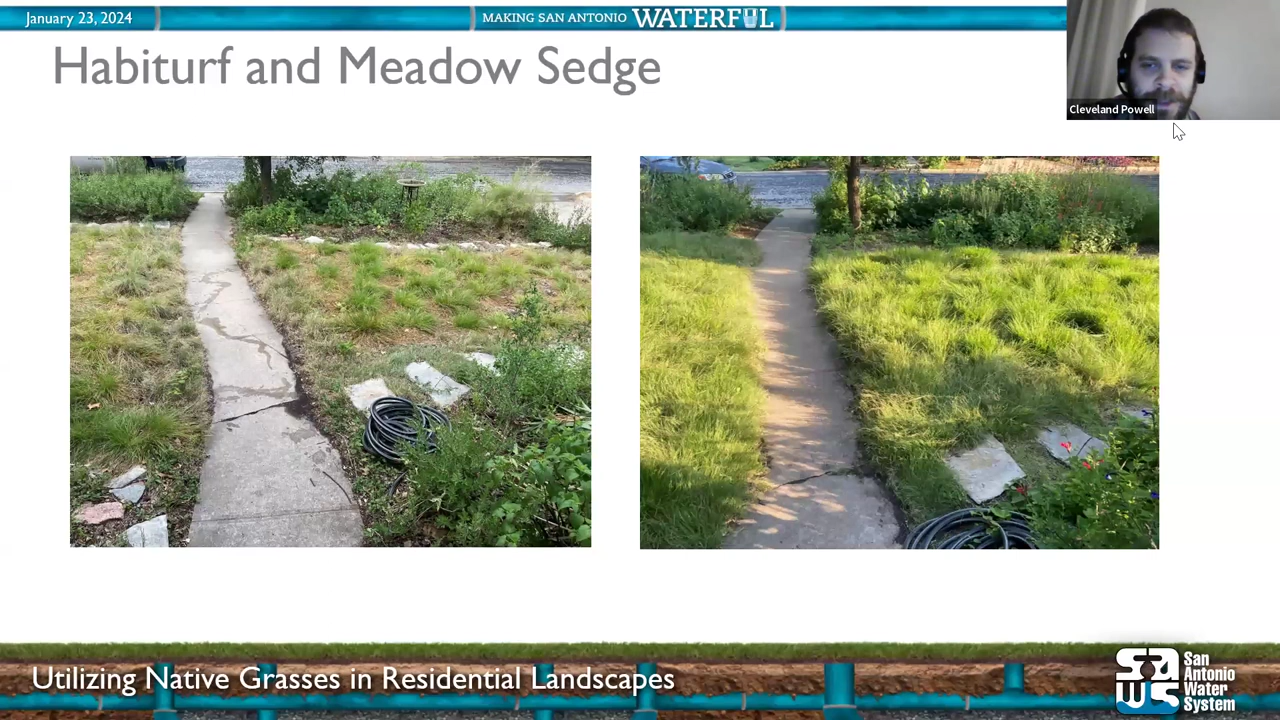 January 23, 2024
MAKING SAN ANTONIO WATERFUL
Habiturf and Meadow Sedge
Cleveland Powell
Utilizing Native Grasses in Residential Landscapes
SAWS
San
Antonio
Water
System